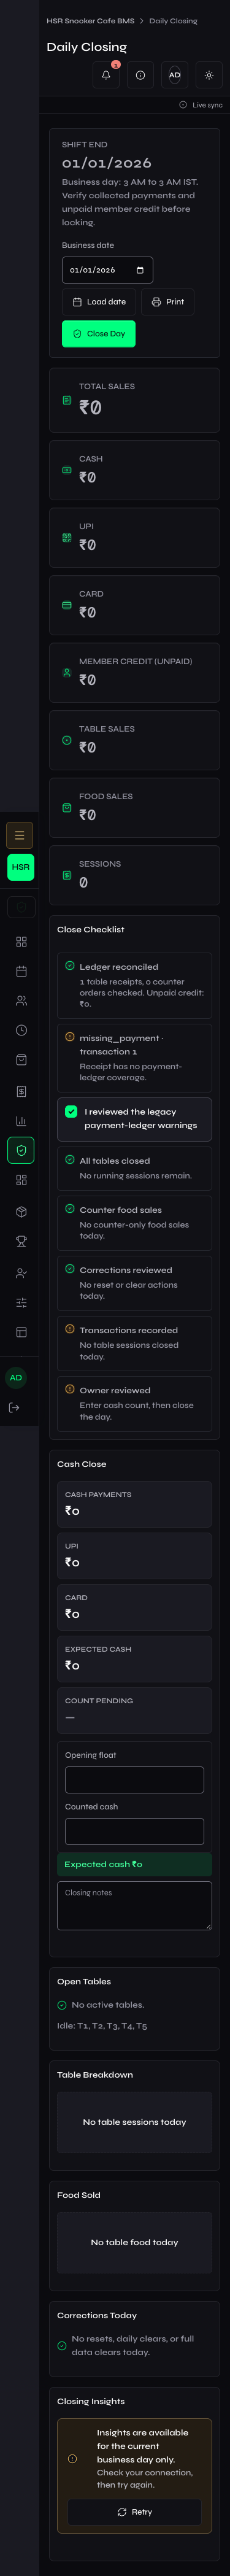 HSR Snooker Cafe BMS > Daily Closing
Daily Closing
1
AD
Live sync
SHIFT END
01/01/2026
Business day: 3 AM to 3 AM IST.
Verify collected payments and
unpaid member credit before
locking.
Business date
01/01/2026
Load date
Print
Close Day
TOTAL SALES
₹0
CASH
₹0
UPI
₹0
CARD
₹0
MEMBER CREDIT (UNPAID)
₹0
TABLE SALES
₹0
FOOD SALES
₹0
SESSIONS
0
HSR
AD
Close Checklist
Ledger reconciled
1 table receipts, 0 counter
orders checked. Unpaid credit:
₹0.
missing_payment ·
transaction 1
Receipt has no payment-
ledger coverage.
I reviewed the legacy
payment-ledger warnings
All tables closed
No running sessions remain.
Counter food sales
No counter-only food sales
today.
Corrections reviewed
No reset or clear actions
today.
Transactions recorded
No table sessions closed
today.
Owner reviewed
Enter cash count, then close
the day.
Cash Close
CASH PAYMENTS
₹0
UPI
₹0
CARD
₹0
EXPECTED CASH
₹0
COUNT PENDING
—
Opening float
Counted cash
Expected cash ₹0
Closing notes
Open Tables
No active tables.
Idle: T1, T2, T3, T4, T5
Table Breakdown
No table sessions today
Food Sold
No table food today
Corrections Today
No resets, daily clears, or full
data clears today.
Closing Insights
Insights are available
for the current
business day only.
Check your connection,
then try again.
Retry